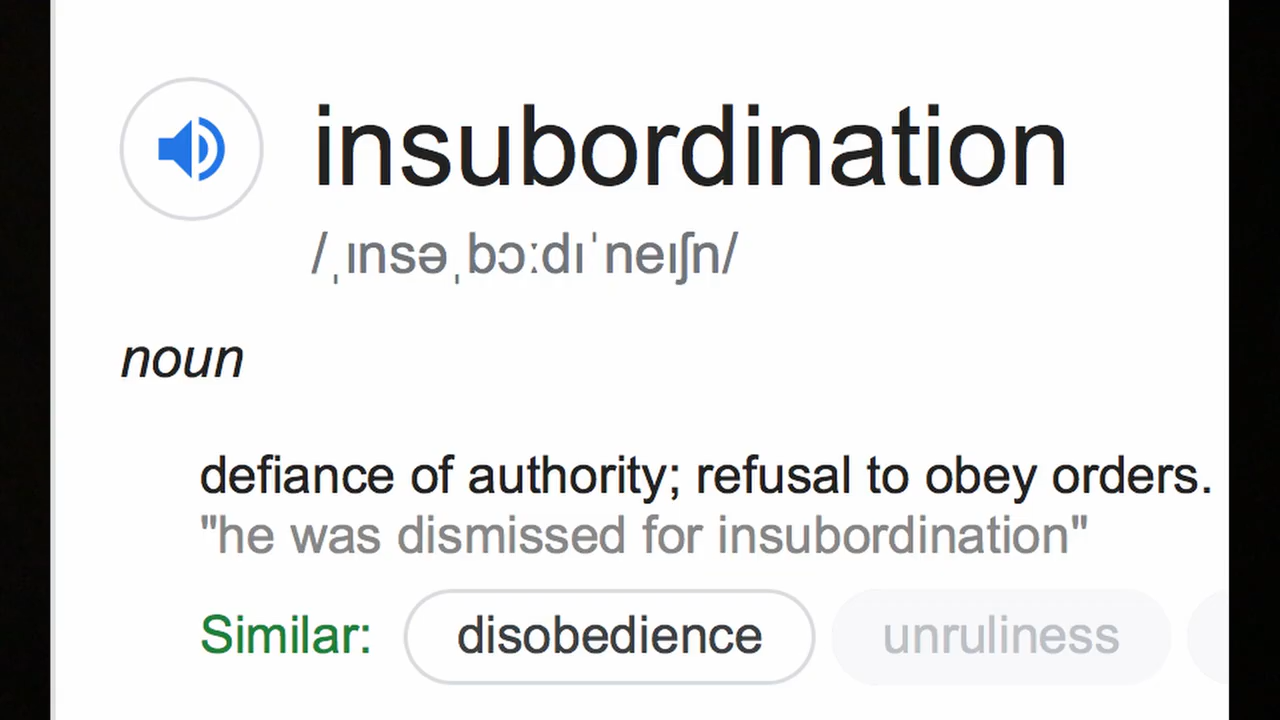 insubordination
/ˌɪnsəˌbɔːdɪˈneɪʃn/
noun
defiance of authority; refusal to obey orders.
"he was dismissed for insubordination"
Similar: disobedience unruliness